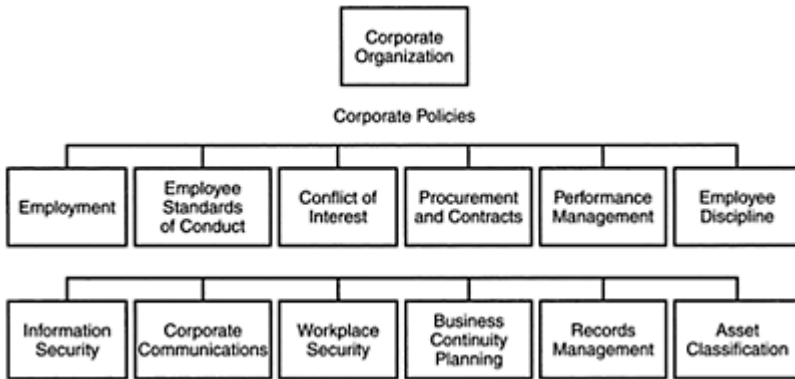 Corporate
Organization
Corporate Policies
Employment
Employee
Standards
of Conduct
Conflict of
Interest
Procurement
and Contracts
Performance
Management
Employee
Discipline
Information
Security
Corporate
Communications
Workplace
Security
Business
Continuity
Planning
Records
Management
Asset
Classification